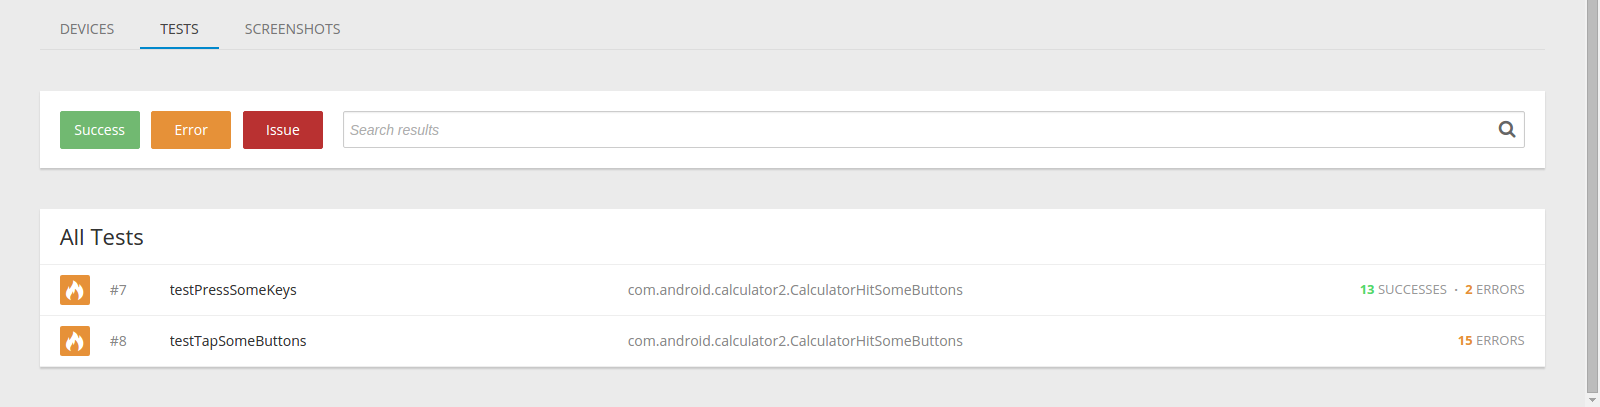 DEVICES TESTS SCREENSHOTS
Success Error Issue Search results
All Tests
#7 testPressSomeKeys com.android.calculator2.CalculatorHitSomeButtons 13 SUCCESSES · 2 ERRORS
#8 testTapSomeButtons com.android.calculator2.CalculatorHitSomeButtons 15 ERRORS